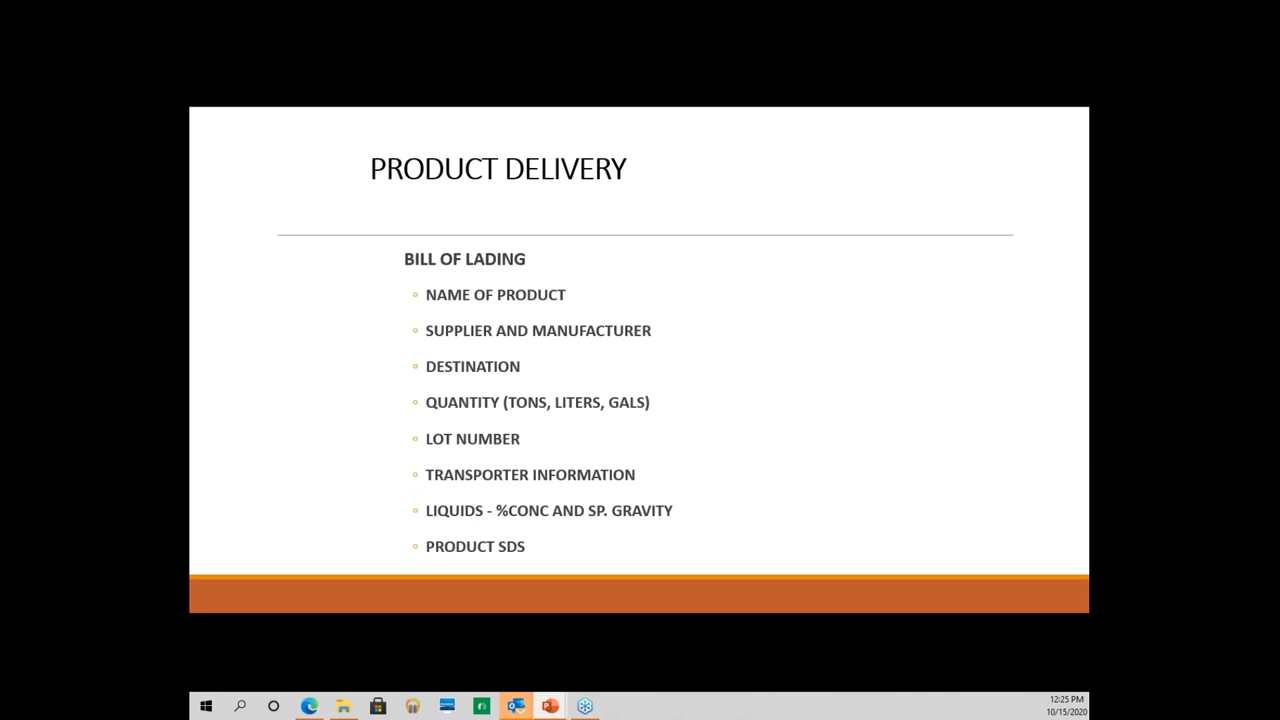 PRODUCT DELIVERY
BILL OF LADING
NAME OF PRODUCT
SUPPLIER AND MANUFACTURER
DESTINATION
QUANTITY (TONS, LITERS, GALS)
LOT NUMBER
TRANSPORTER INFORMATION
LIQUIDS - %CONC AND SP. GRAVITY
PRODUCT SDS
12:25 PM
10/15/2020